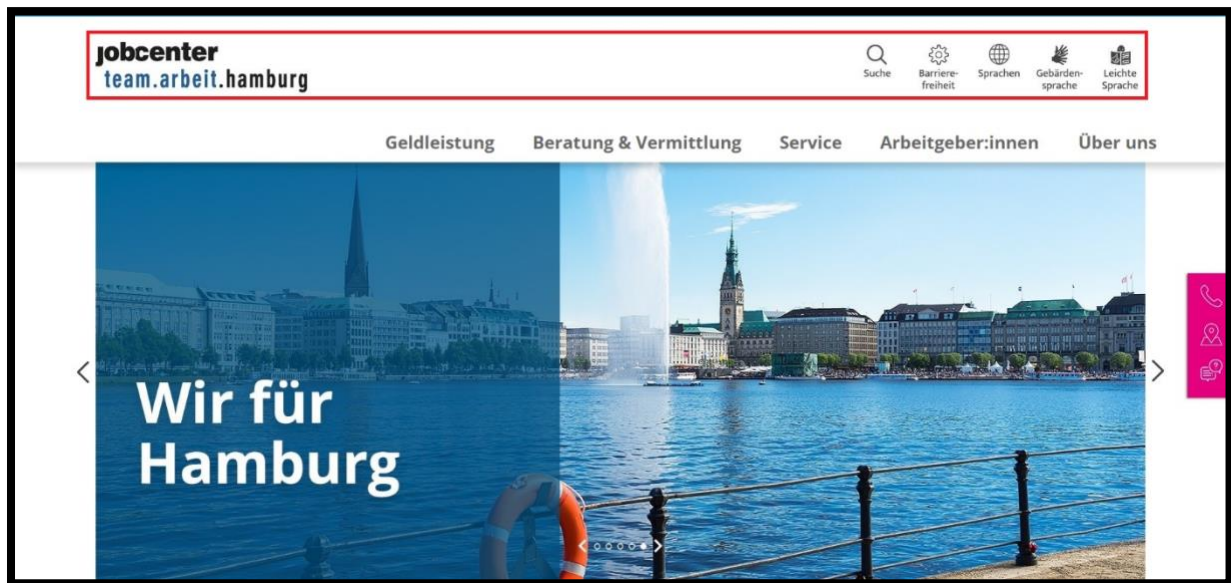 jobcenter
team.arbeit.hamburg
Suche
Barriere-
freiheit
Sprachen
Gebärden-
sprache
Leichte
Sprache
Geldleistung Beratung & Vermittlung Service Arbeitgeber:innen Über uns
Wir für
Hamburg